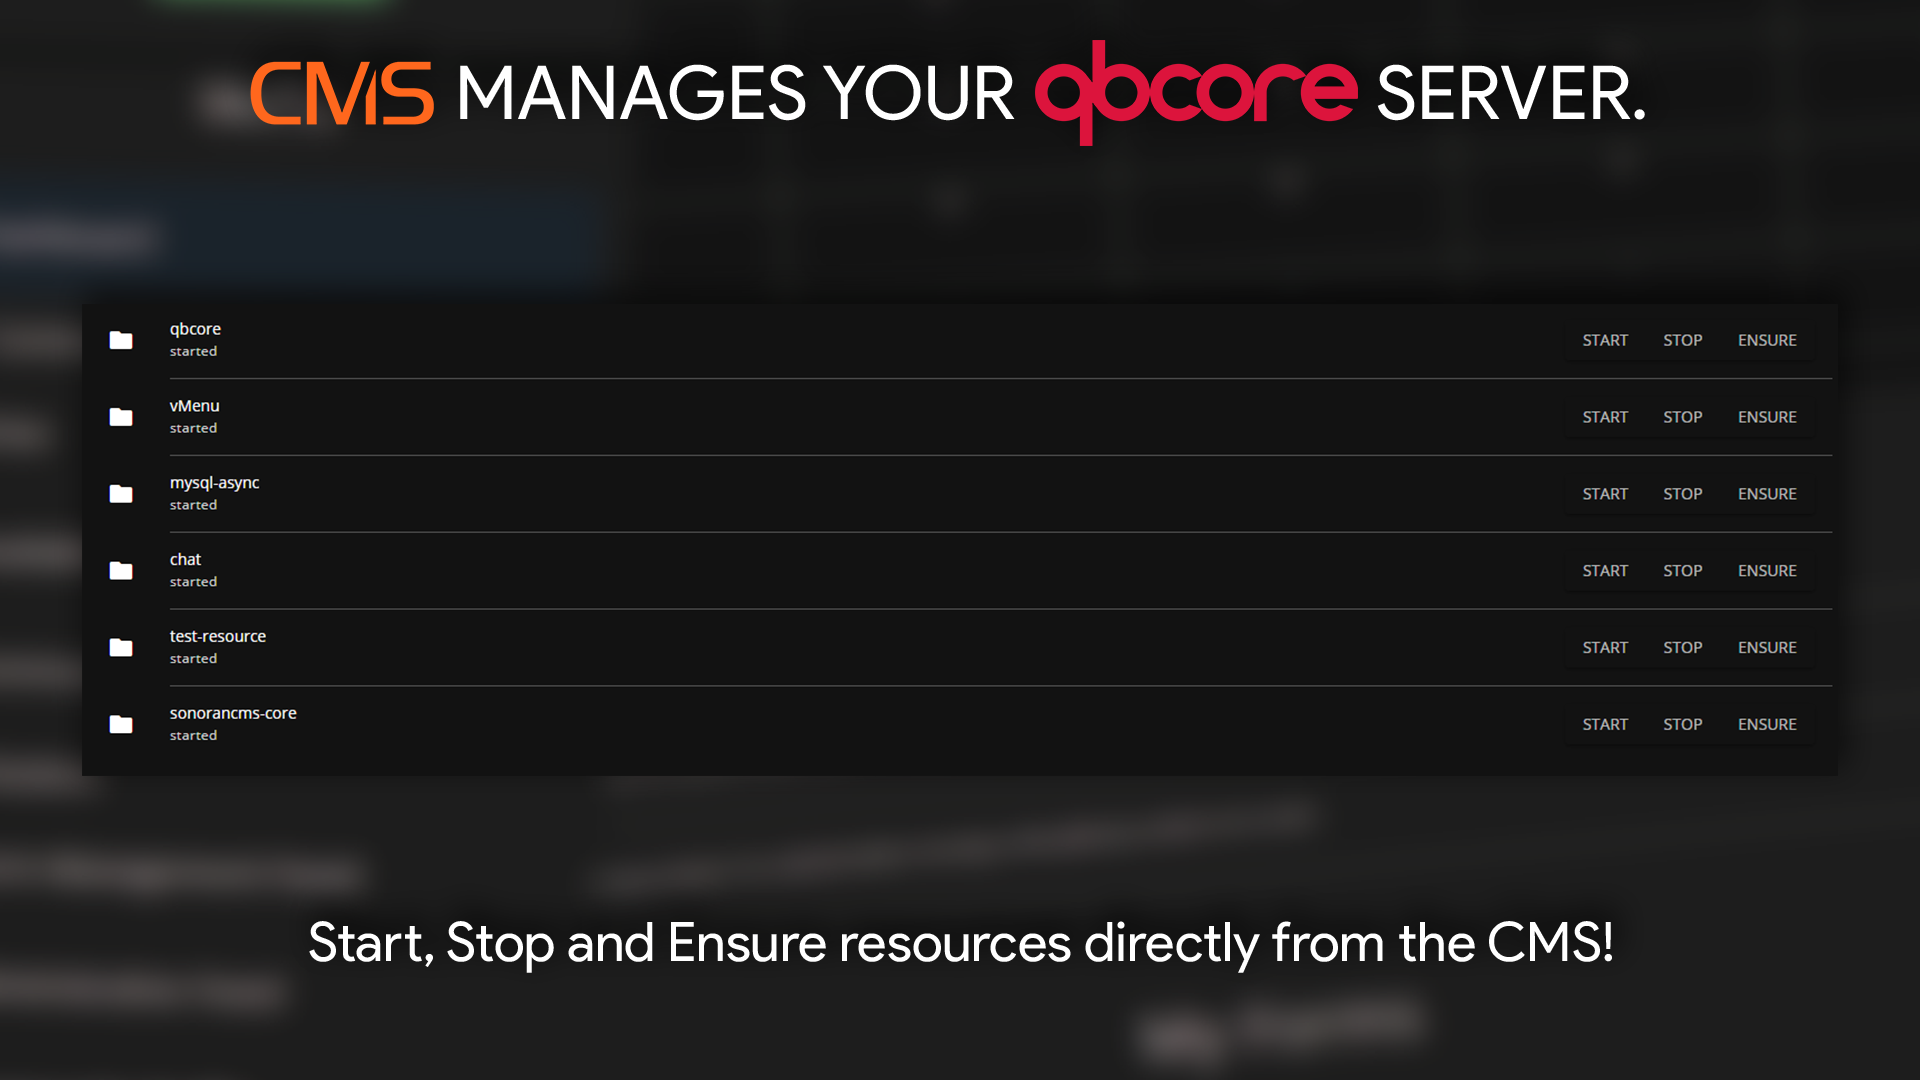 CMS MANAGES YOUR qbcore SERVER.
qbcore
started
START STOP ENSURE
vMenu
started
START STOP ENSURE
mysql-async
started
START STOP ENSURE
chat
started
START STOP ENSURE
test-resource
started
START STOP ENSURE
sonorancms-core
started
START STOP ENSURE
Start, Stop and Ensure resources directly from the CMS!